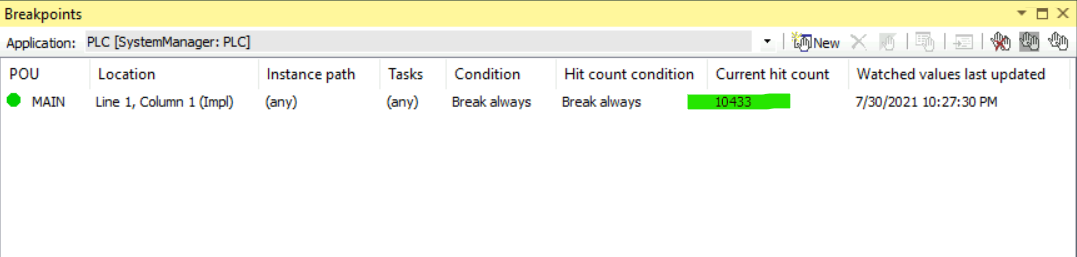 Breakpoints
Application: PLC [SystemManager: PLC] New
POU Location Instance path Tasks Condition Hit count condition Current hit count Watched values last updated
MAIN Line 1, Column 1 (Impl) (any) (any) Break always Break always 10433 7/30/2021 10:27:30 PM